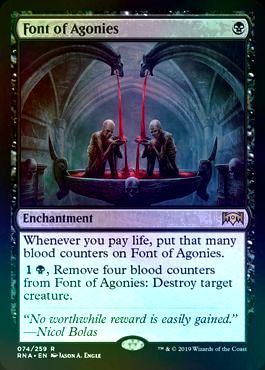 Font of Agonies
Enchantment
Whenever you pay life, put that many
blood counters on Font of Agonies.
1 , Remove four blood counters
from Font of Agonies: Destroy target
creature.
“No worthwhile reward is easily gained.”
—Nicol Bolas
074/259 R
RNA • EN JASON A. ENGLE
™ & © 2019 Wizards of the Coast